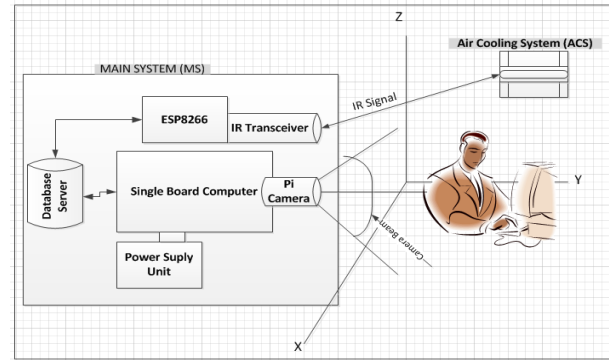 Z
Air Cooling System (ACS)
MAIN SYSTEM (MS)
IR Signal
ESP8266
IR Transceiver
Database
Server
Single Board Computer
Pi
Camera
Y
Camera Beam
Power Suply
Unit
X